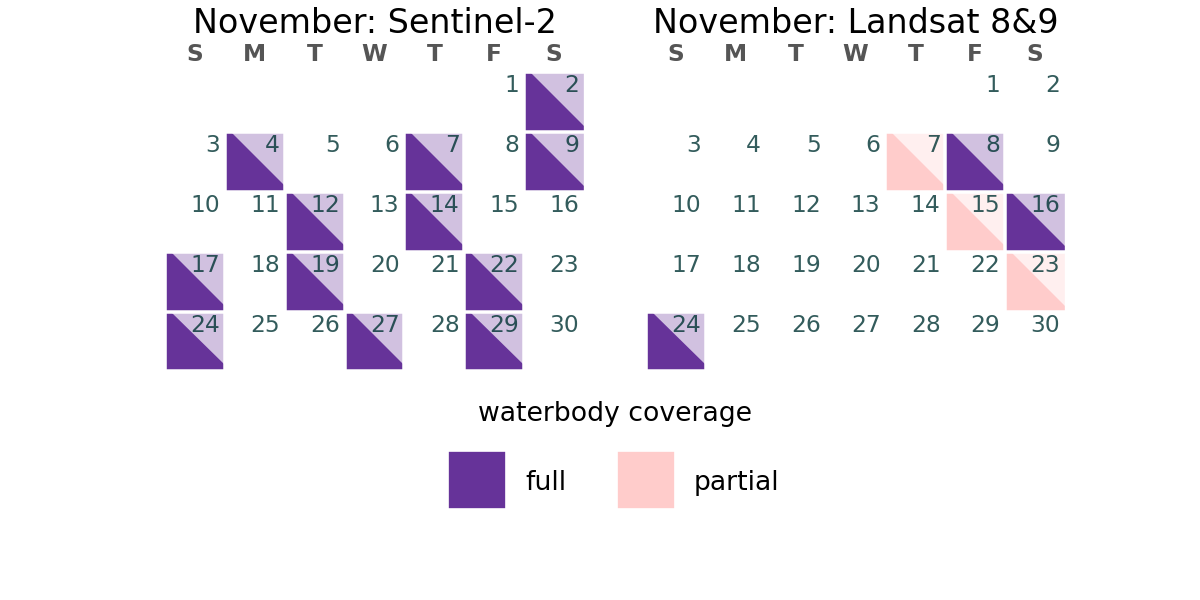 November: Sentinel-2
S M T W T F S
1 2
3 4 5 6 7 8 9
10 11 12 13 14 15 16
17 18 19 20 21 22 23
24 25 26 27 28 29 30
November: Landsat 8&9
S M T W T F S
1 2
3 4 5 6 7 8 9
10 11 12 13 14 15 16
17 18 19 20 21 22 23
24 25 26 27 28 29 30
waterbody coverage
full
partial